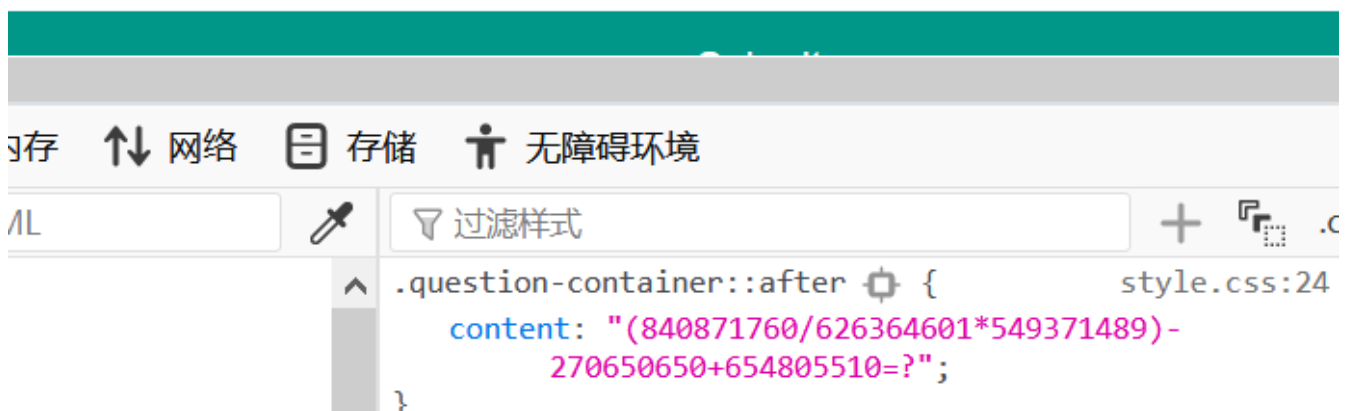 内存 网络 存储 无障碍环境
过滤样式
.question-container::after { style.css:24
content: "(840871760/626364601*549371489)-
270650650+654805510=?";
}